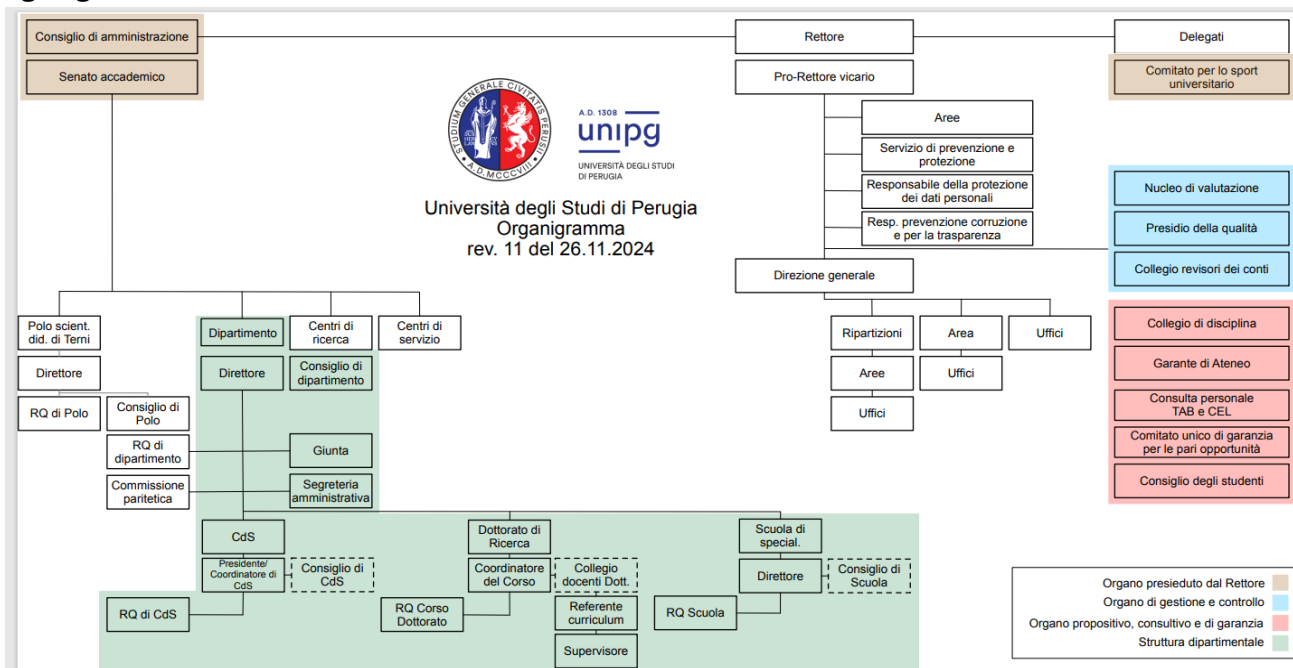 Consiglio di amministrazione
Rettore
Delegati
Senato accademico
Pro-Rettore vicario
Comitato per lo sport
universitario
STUDIUM GENERALE CIVITATIS PERUSII
A.D. MCCCVIII
A.D. 1308
unipg
UNIVERSITÀ DEGLI STUDI
DI PERUGIA
Università degli Studi di Perugia
Organigramma
rev. 11 del 26.11.2024
Aree
Servizio di prevenzione e
protezione
Responsabile della protezione
dei dati personali
Resp. prevenzione corruzione
e per la trasparenza
Nucleo di valutazione
Presidio della qualità
Collegio revisori dei conti
Direzione generale
Polo scient.
did. di Terni
Dipartimento
Centri di
ricerca
Centri di
servizio
Ripartizioni
Area
Uffici
Collegio di disciplina
Direttore
Direttore
Consiglio di
dipartimento
Aree
Uffici
Garante di Ateneo
RQ di Polo
Consiglio di
Polo
Uffici
Consulta personale
TAB e CEL
RQ di
dipartimento
Giunta
Comitato unico di garanzia
per le pari opportunità
Commissione
paritetica
Segreteria
amministrativa
Consiglio degli studenti
CdS
Dottorato di
Ricerca
Scuola di
special.
Presidente/
Coordinatore di
CdS
Consiglio di
CdS
Coordinatore
del Corso
Collegio
docenti Dott.
Direttore
Consiglio di
Scuola
RQ di CdS
RQ Corso
Dottorato
Referente
curriculum
RQ Scuola
Supervisore
Organo presieduto dal Rettore
Organo di gestione e controllo
Organo propositivo, consultivo e di garanzia
Struttura dipartimentale